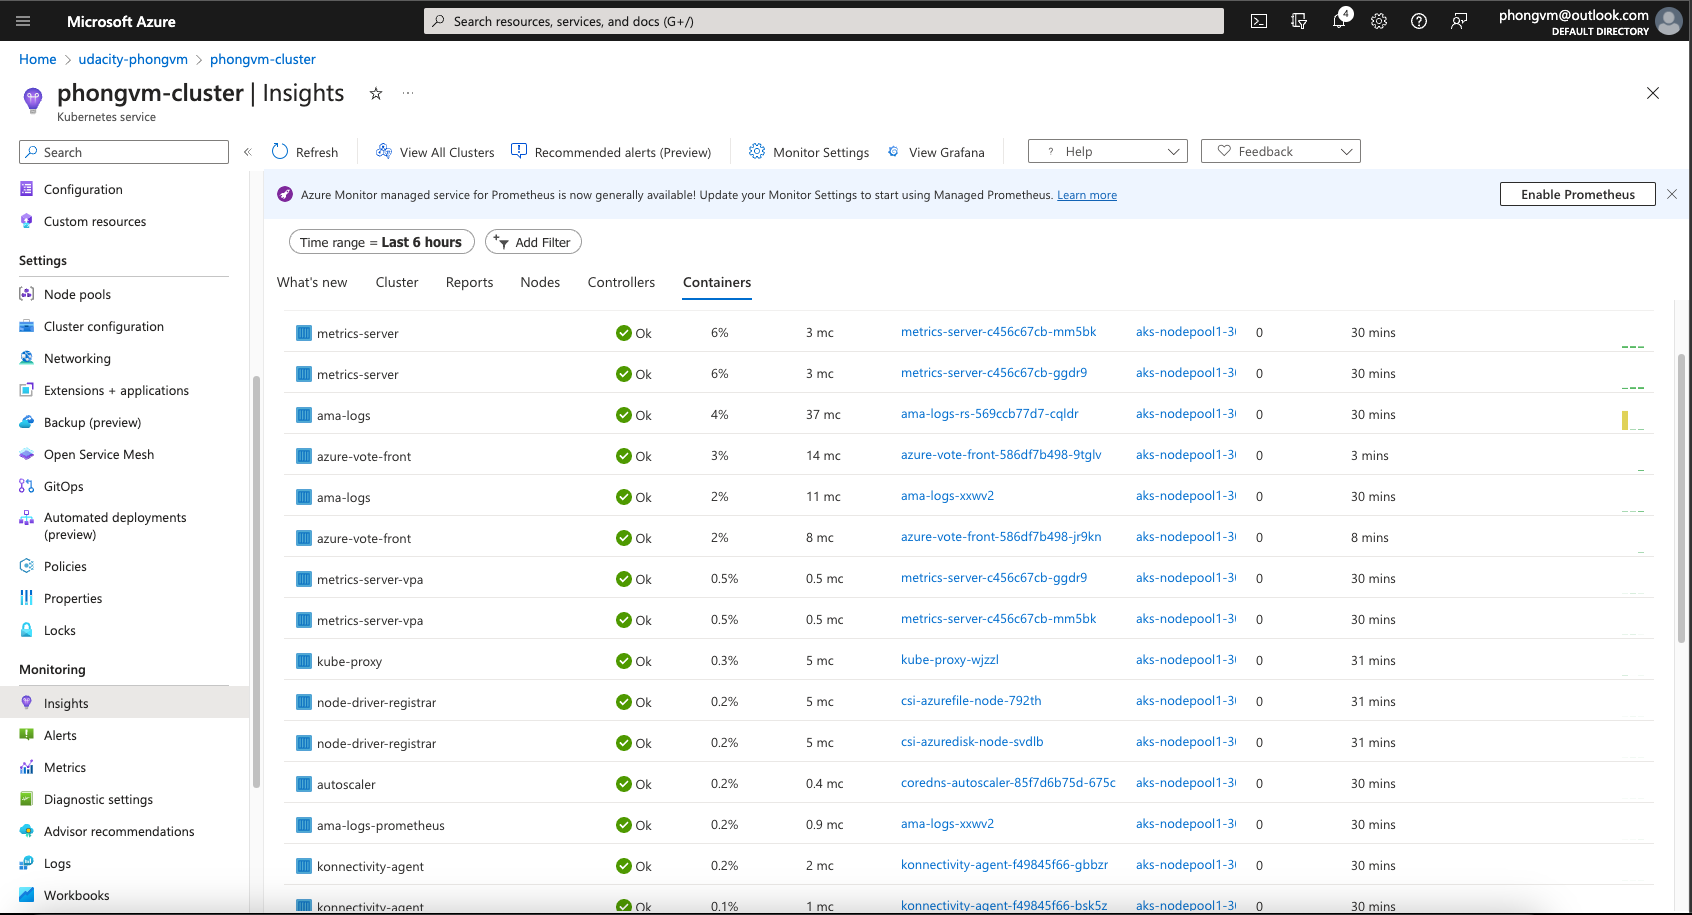 Microsoft Azure
Search resources, services, and docs (G+/)
4
phongvm@outlook.com
DEFAULT DIRECTORY
Home > udacity-phongvm > phongvm-cluster
phongvm-cluster | Insights
Kubernetes service
Search
Refresh
View All Clusters
Recommended alerts (Preview)
Monitor Settings
View Grafana
? Help
Feedback
Configuration
Custom resources
Settings
Node pools
Cluster configuration
Networking
Extensions + applications
Backup (preview)
Open Service Mesh
GitOps
Automated deployments
(preview)
Policies
Properties
Locks
Monitoring
Insights
Alerts
Metrics
Diagnostic settings
Advisor recommendations
Logs
Workbooks
Azure Monitor managed service for Prometheus is now generally available! Update your Monitor Settings to start using Managed Prometheus. Learn more
Enable Prometheus
Time range = Last 6 hours
Add Filter
What's new Cluster Reports Nodes Controllers Containers
metrics-server Ok 6% 3 mc metrics-server-c456c67cb-mm5bk aks-nodepool1-3 0 30 mins
metrics-server Ok 6% 3 mc metrics-server-c456c67cb-ggdr9 aks-nodepool1-3 0 30 mins
ama-logs Ok 4% 37 mc ama-logs-rs-569ccb77d7-cqldr aks-nodepool1-3 0 30 mins
azure-vote-front Ok 3% 14 mc azure-vote-front-586df7b498-9tglv aks-nodepool1-3 0 3 mins
ama-logs Ok 2% 11 mc ama-logs-xxwv2 aks-nodepool1-3 0 30 mins
azure-vote-front Ok 2% 8 mc azure-vote-front-586df7b498-jr9kn aks-nodepool1-3 0 8 mins
metrics-server-vpa Ok 0.5% 0.5 mc metrics-server-c456c67cb-ggdr9 aks-nodepool1-3 0 30 mins
metrics-server-vpa Ok 0.5% 0.5 mc metrics-server-c456c67cb-mm5bk aks-nodepool1-3 0 30 mins
kube-proxy Ok 0.3% 5 mc kube-proxy-wjzzl aks-nodepool1-3 0 31 mins
node-driver-registrar Ok 0.2% 5 mc csi-azurefile-node-792th aks-nodepool1-3 0 31 mins
node-driver-registrar Ok 0.2% 5 mc csi-azuredisk-node-svdlb aks-nodepool1-3 0 31 mins
autoscaler Ok 0.2% 0.4 mc coredns-autoscaler-85f7d6b75d-675c aks-nodepool1-3 0 30 mins
ama-logs-prometheus Ok 0.2% 0.9 mc ama-logs-xxwv2 aks-nodepool1-3 0 30 mins
konnectivity-agent Ok 0.2% 2 mc konnectivity-agent-f49845f66-gbbzr aks-nodepool1-3 0 30 mins
konnectivity-agent Ok 0.1% 1 mc konnectivity-agent-f49845f66-bsk5z aks-nodepool1-3 0 30 mins